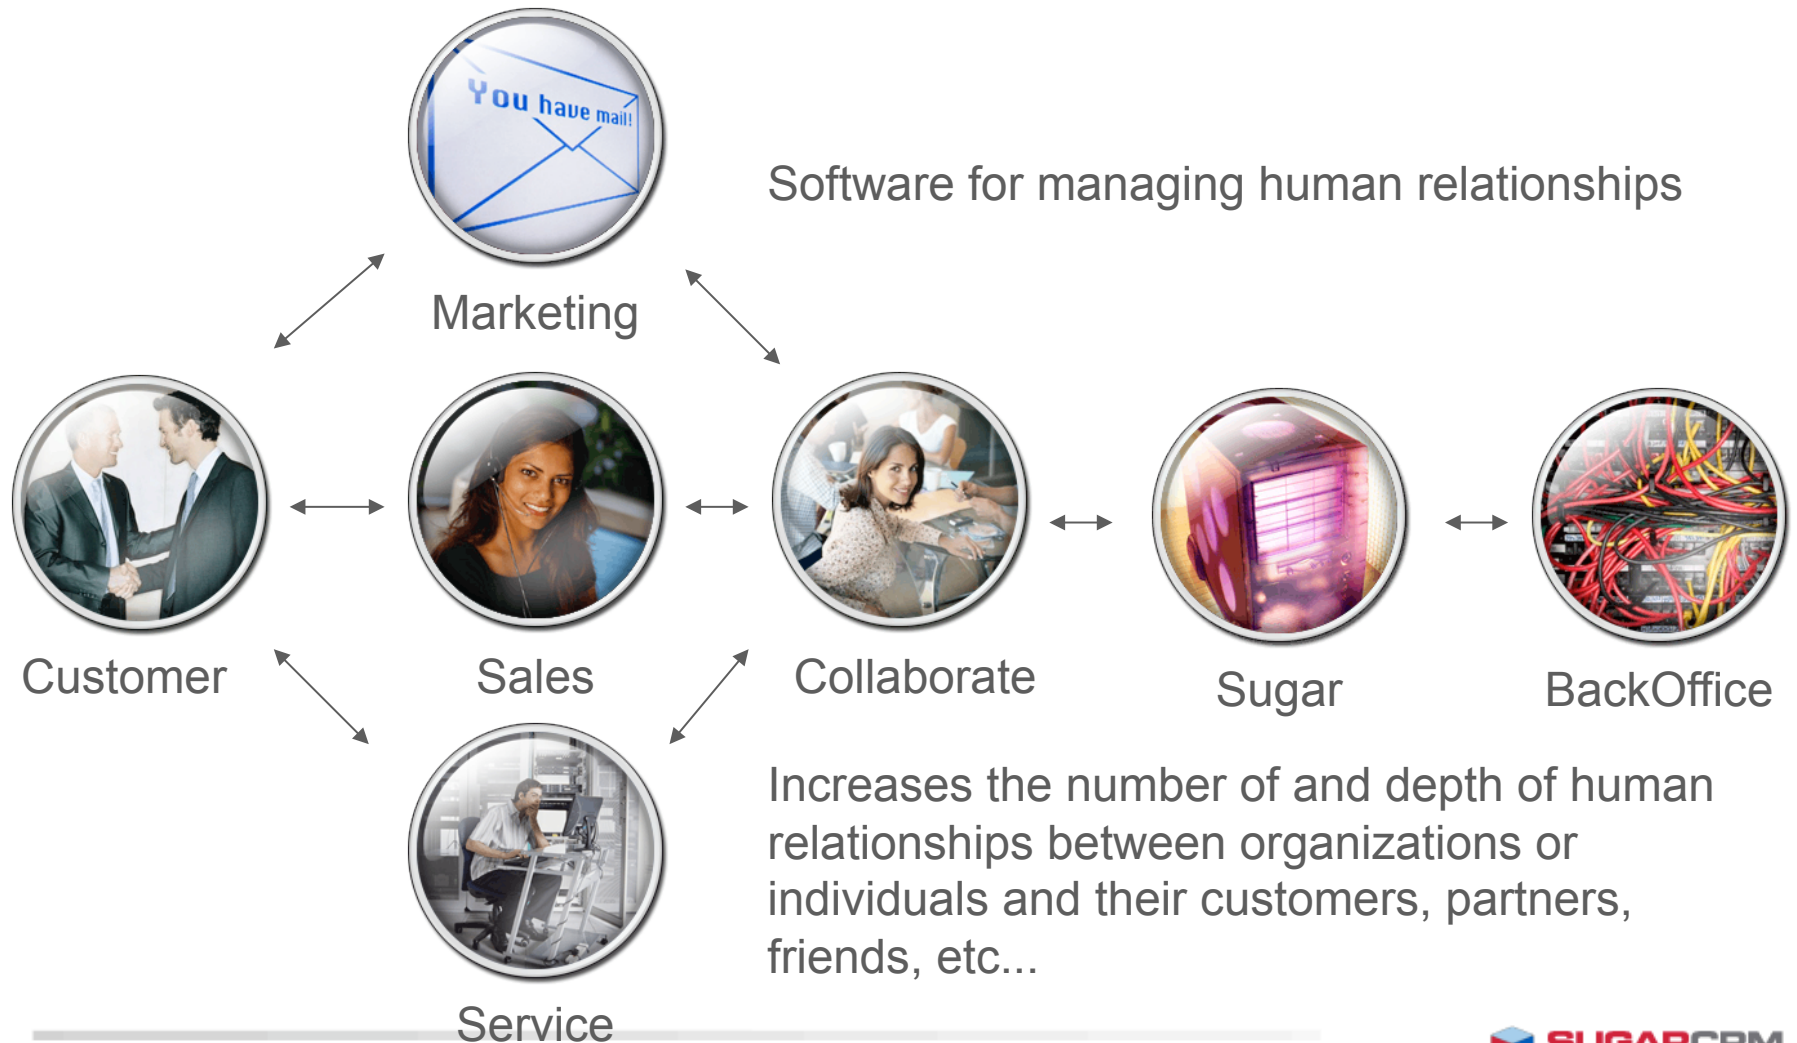 You have mail!
Software for managing human relationships
Marketing
Customer
Sales
Collaborate
Sugar
BackOffice
Increases the number of and depth of human
relationships between organizations or
individuals and their customers, partners,
friends, etc...
Service
SUGARCRM